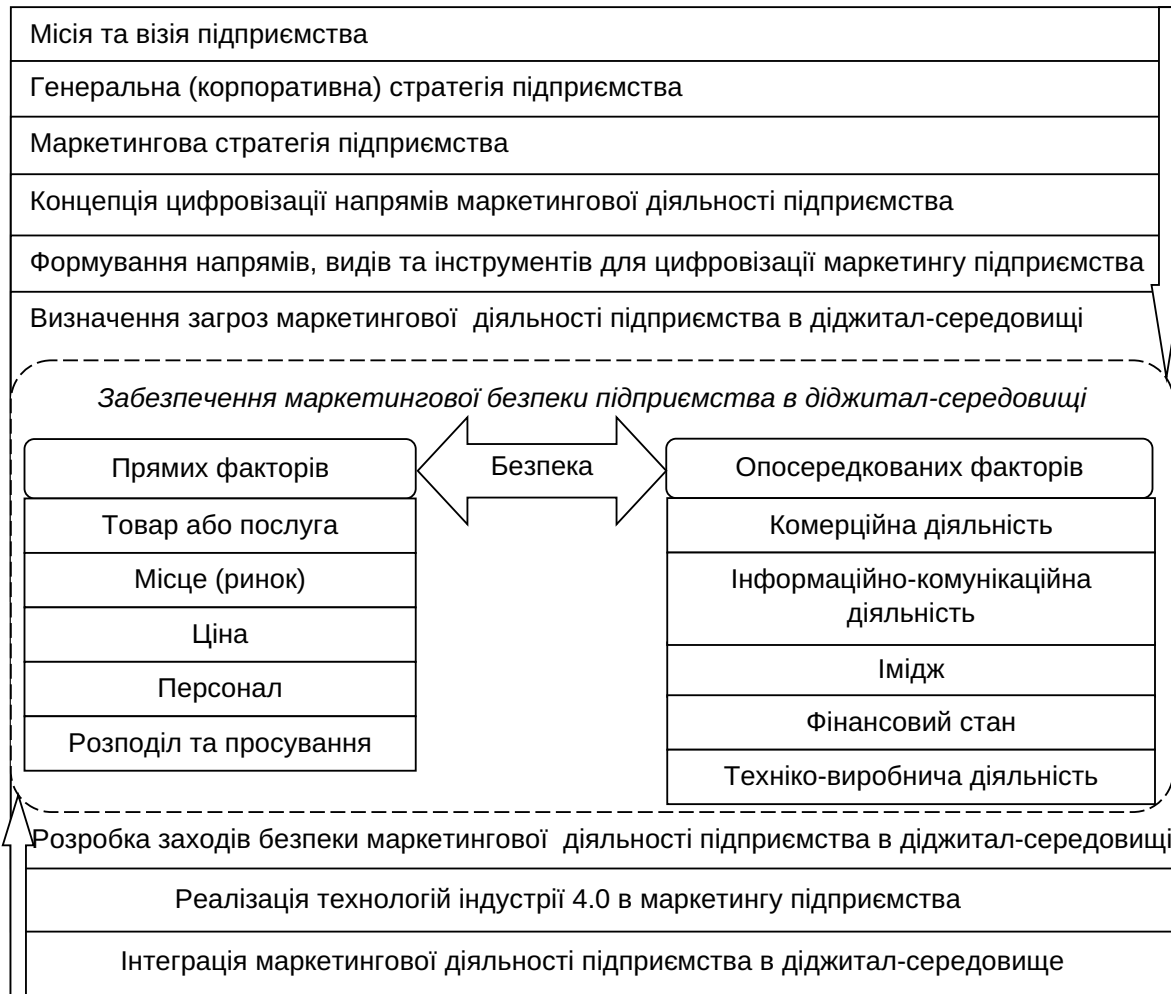 Місія та візія підприємства
Генеральна (корпоративна) стратегія підприємства
Маркетингова стратегія підприємства
Концепція цифровізації напрямів маркетингової діяльності підприємства
Формування напрямів, видів та інструментів для цифровізації маркетингу підприємства
Визначення загроз маркетингової діяльності підприємства в діджитал-середовищі
Забезпечення маркетингової безпеки підприємства в діджитал-середовищі
Прямих факторів
Безпека
Опосередкованих факторів
Товар або послуга
Місце (ринок)
Ціна
Персонал
Розподіл та просування
Комерційна діяльність
Інформаційно-комунікаційна
діяльність
Імідж
Фінансовий стан
Техніко-виробнича діяльність
Розробка заходів безпеки маркетингової діяльності підприємства в діджитал-середовищі
Реалізація технологій індустрії 4.0 в маркетингу підприємства
Інтеграція маркетингової діяльності підприємства в діджитал-середовище